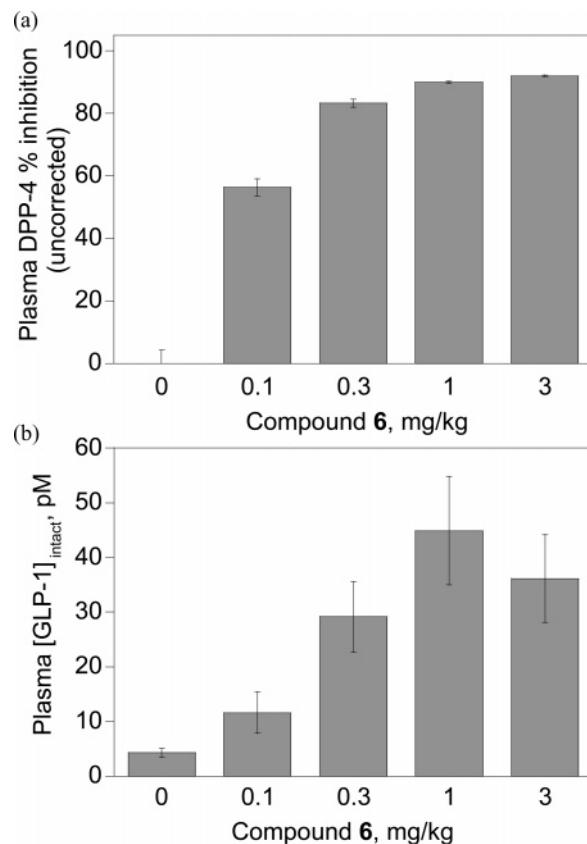 (a)
100
80
60
40
20
0
Plasma DPP-4 % inhibition
(uncorrected)
0 0.1 0.3 1 3
Compound 6, mg/kg
(b)
60
50
40
30
20
10
0
Plasma [GLP-1]intact, pM
0 0.1 0.3 1 3
Compound 6, mg/kg